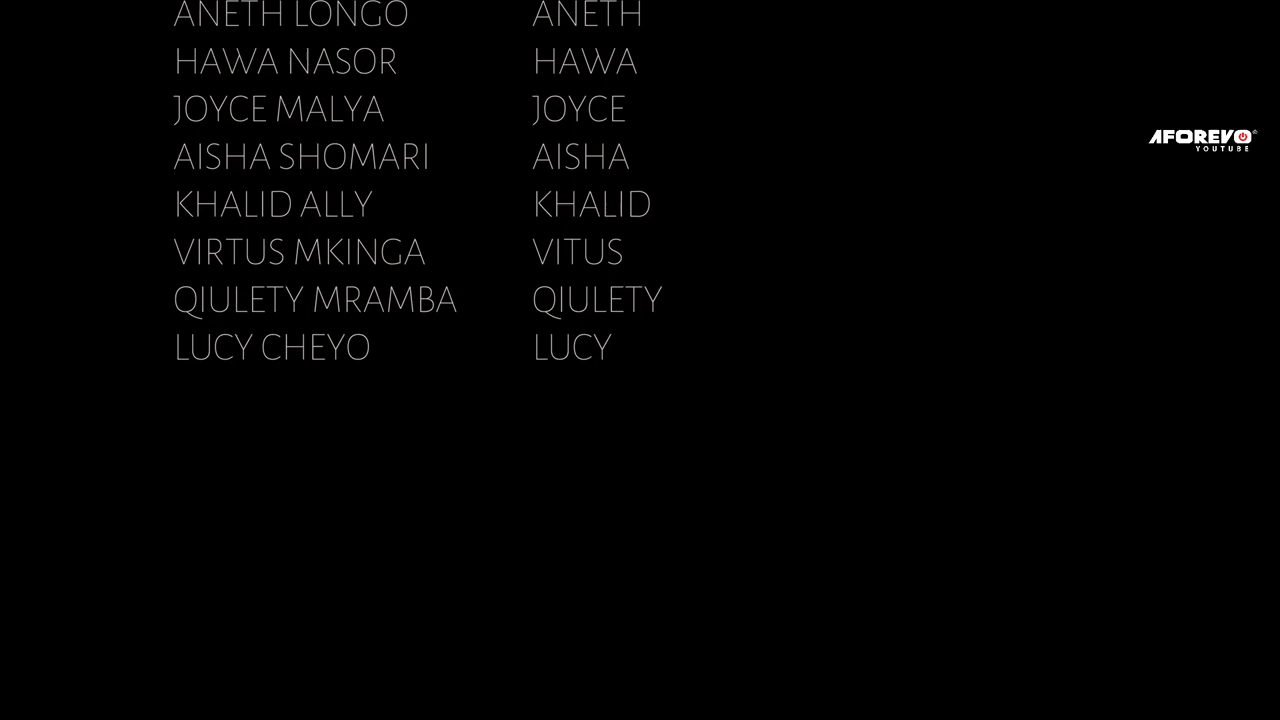 ANETH LONGO ANETH
HAWA NASOR HAWA
JOYCE MALYA JOYCE
AISHA SHOMARI AISHA
KHALID ALLY KHALID
VIRTUS MKINGA VITUS
QIULETY MRAMBA QIULETY
LUCY CHEYO LUCY
AFOREVO
YOUTUBE